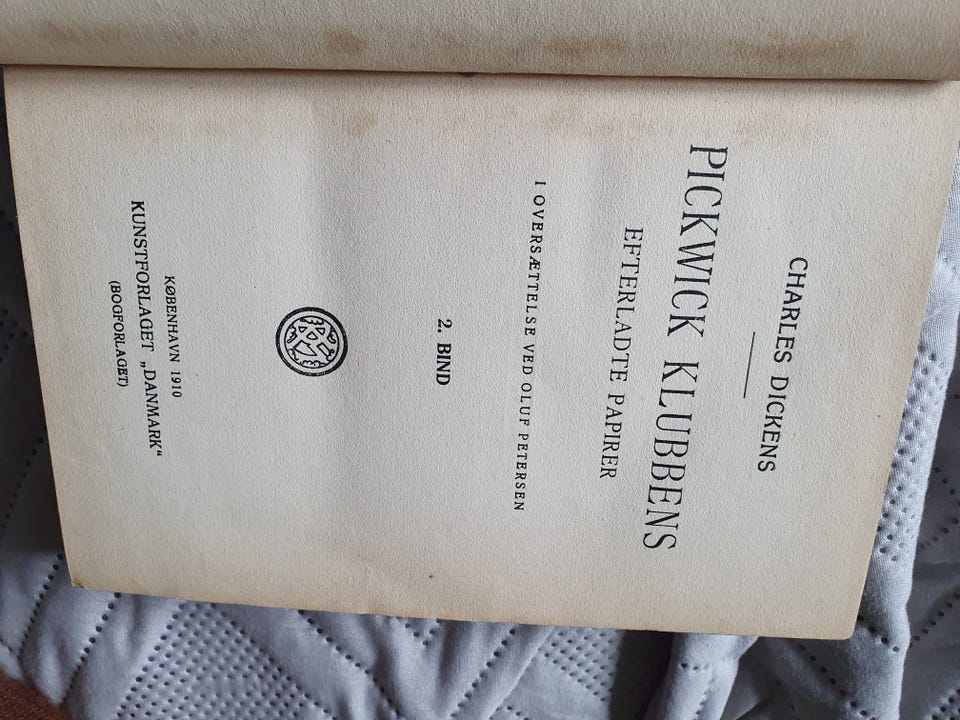 CHARLES DICKENS
PICKWICK KLUBBENS
EFTERLADTE PAPIRER
I OVERSÆTTELSE VED OLUF PETERSEN
2. BIND
KØBENHAVN 1910
KUNSTFORLAGET „DANMARK“
(BOGFORLAGET)